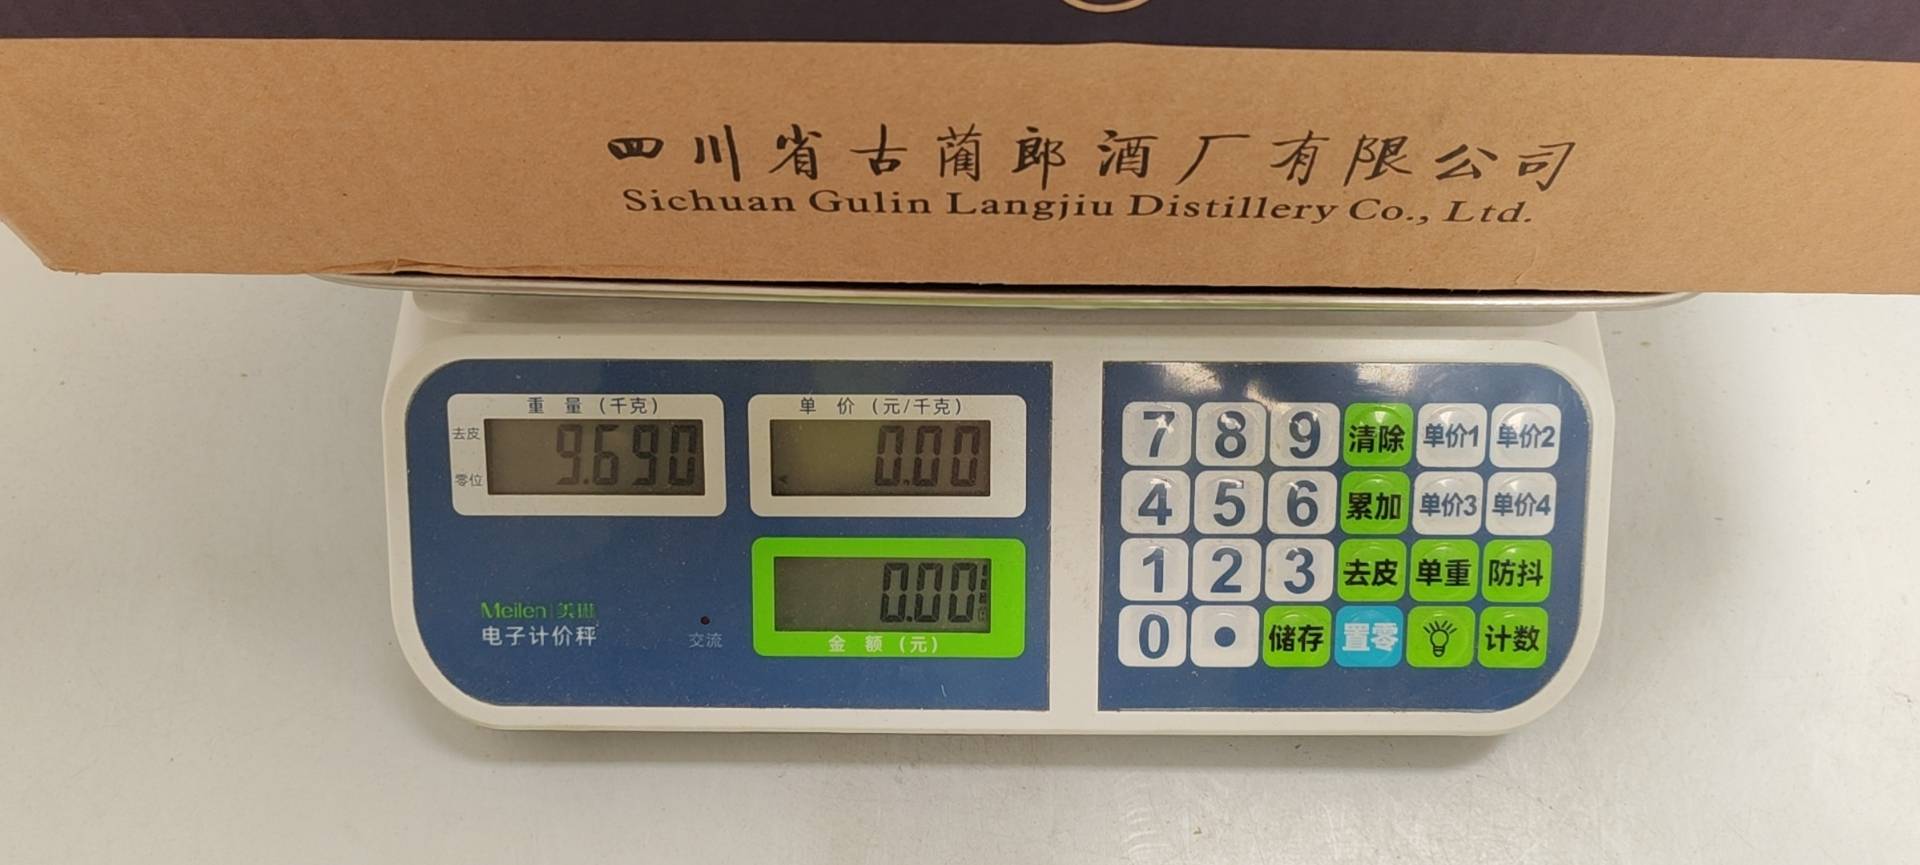 四川省古蔺郎酒厂有限公司
Sichuan Gulin Langjiu Distillery Co., Ltd.
重 量 (千克)
单 价 (元/千克)
去皮
9.690
0.00
零位
0.00
金 额 (元)
Meilen 美琳
电子计价秤
交流
7 8 9 清除 单价1 单价2
4 5 6 累加 单价3 单价4
1 2 3 去皮 单重 防抖
0 • 储存 置零 计数